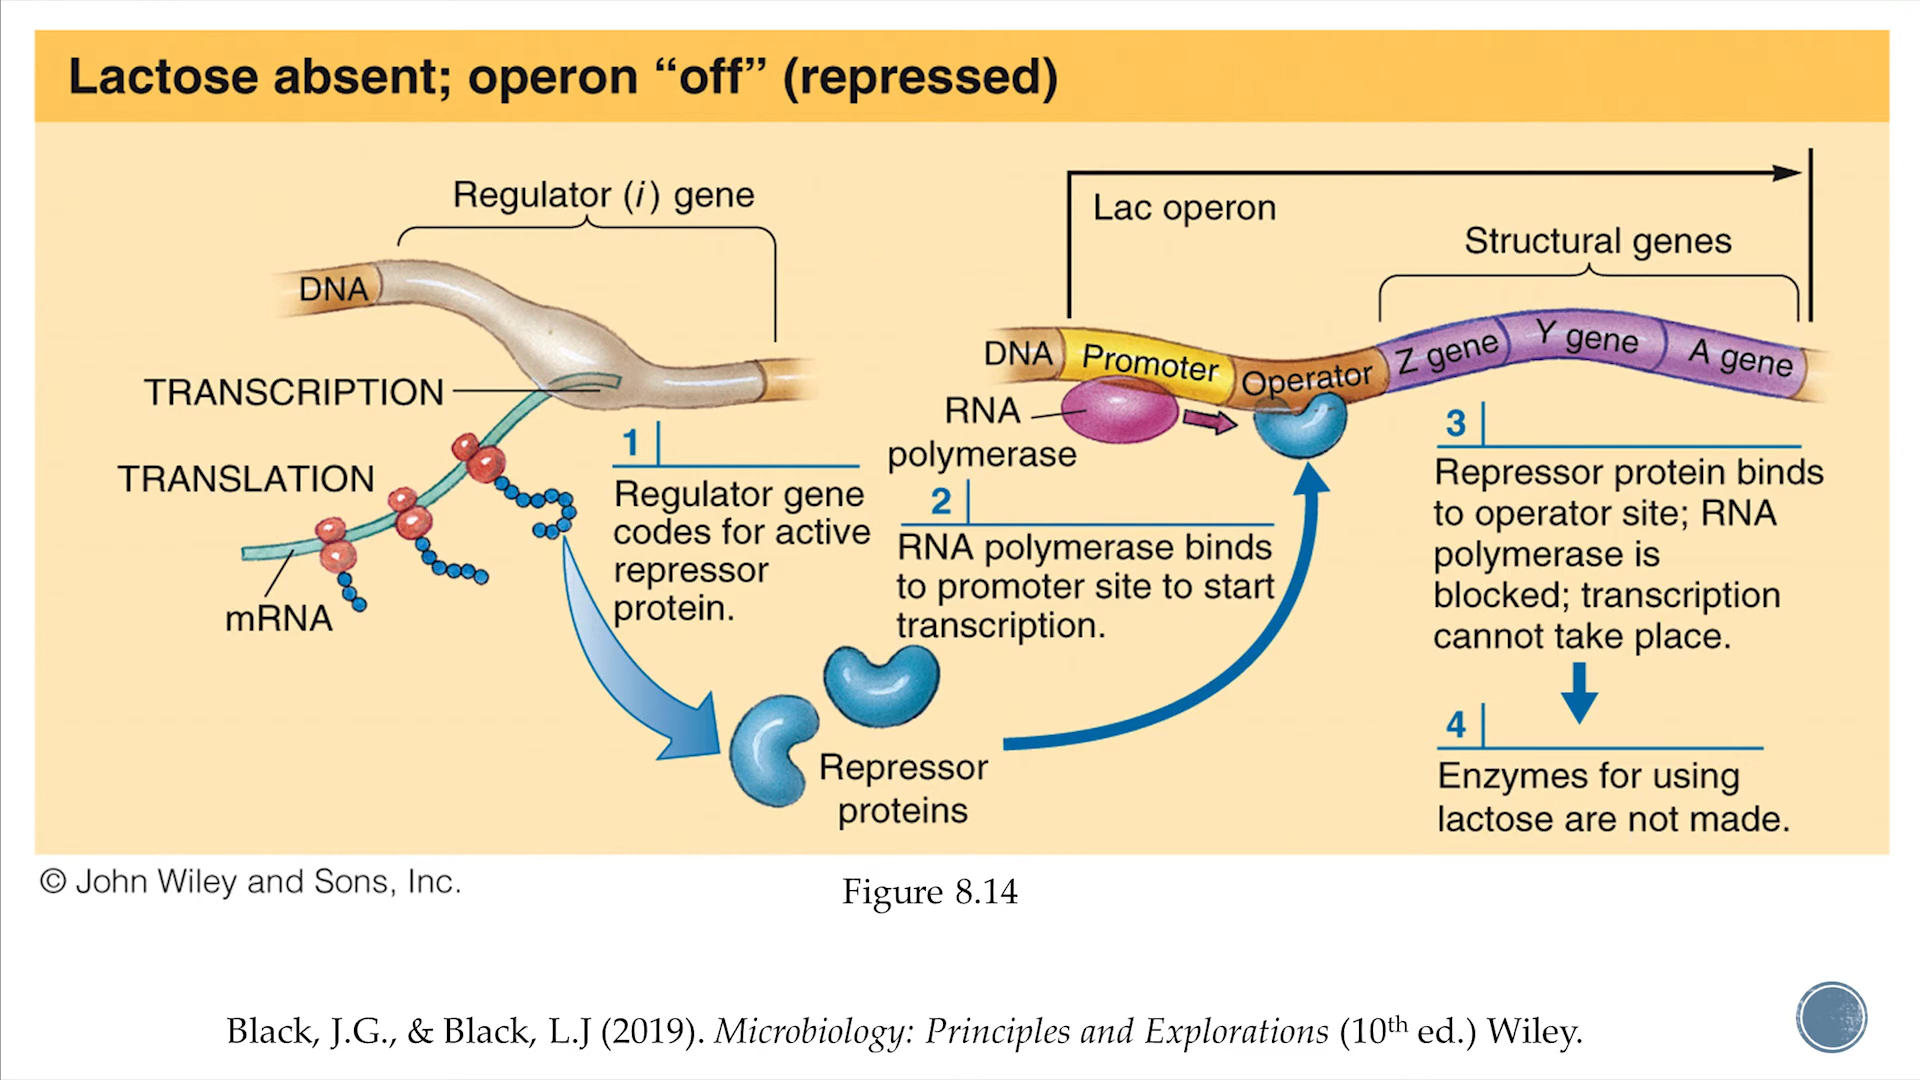 Lactose absent; operon “off” (repressed)
Regulator (i) gene
DNA
TRANSCRIPTION
TRANSLATION
mRNA
1
Regulator gene
codes for active
repressor
protein.
Repressor
proteins
Lac operon
Structural genes
DNA
Promoter
Operator
Z gene
Y gene
A gene
RNA
polymerase
2
RNA polymerase binds
to promoter site to start
transcription.
3
Repressor protein binds
to operator site; RNA
polymerase is
blocked; transcription
cannot take place.
4
Enzymes for using
lactose are not made.
© John Wiley and Sons, Inc.
Figure 8.14
Black, J.G., & Black, L.J (2019). Microbiology: Principles and Explorations (10th ed.) Wiley.